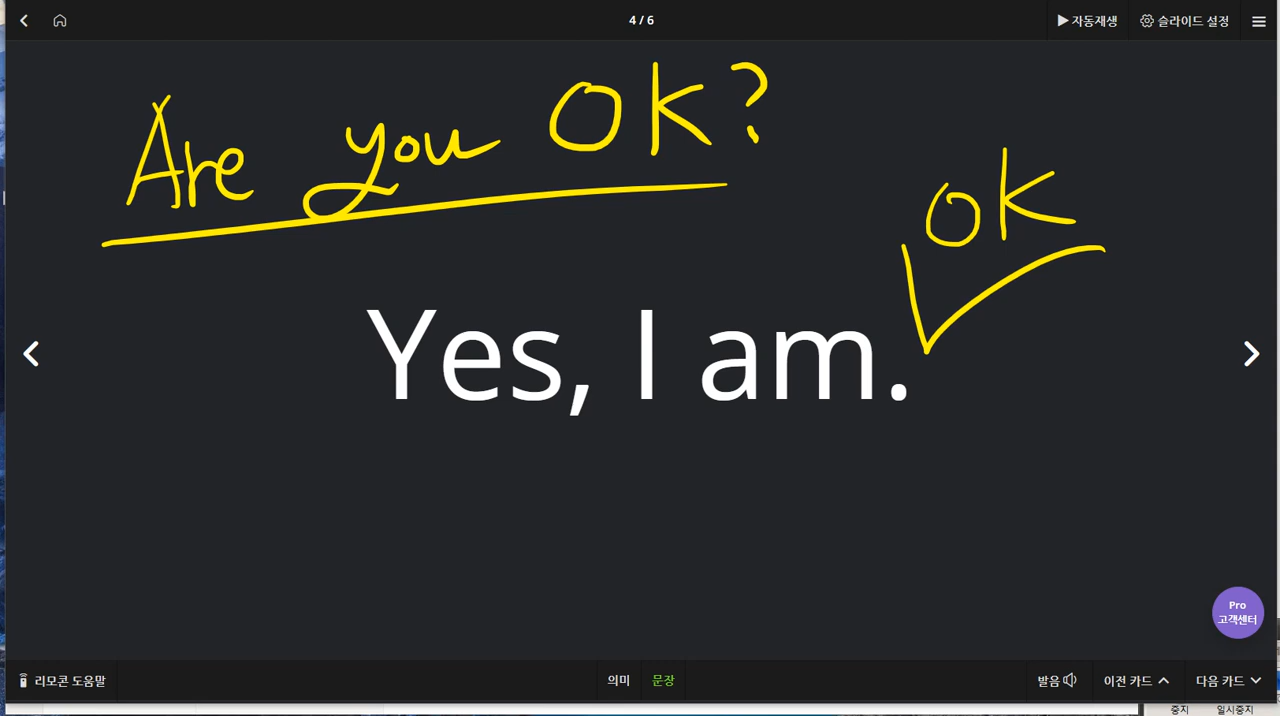 4 / 6
자동재생
슬라이드 설정
Are you OK?
OK
Yes, I am.
Pro
고객센터
리모콘 도움말
의미
문장
발음
이전 카드
다음 카드
중지
일시중지